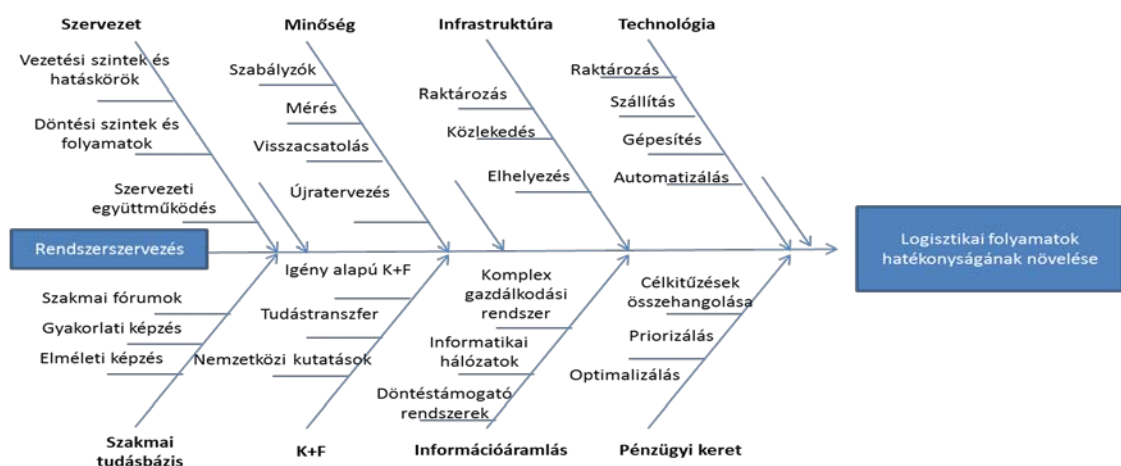 Szervezet
Minőség
Infrastruktúra
Technológia
Vezetési szintek és
hatáskörök
Döntési szintek és
folyamatok
Szervezeti
együttműködés
Szabályzók
Mérés
Visszacsatolás
Újratervezés
Raktározás
Közlekedés
Elhelyezés
Raktározás
Szállítás
Gépesítés
Automatizálás
Rendszerszervezés
Logisztikai folyamatok
hatékonyságának növelése
Szakmai fórumok
Gyakorlati képzés
Elméleti képzés
Igény alapú K+F
Tudástranszfer
Nemzetközi kutatások
Komplex
gazdálkodási
rendszer
Informatikai
hálózatok
Döntéstámogató
rendszerek
Célkitűzések
összehangolása
Priorizálás
Optimalizálás
Szakmai
tudásbázis
K+F
Információáramlás
Pénzügyi keret